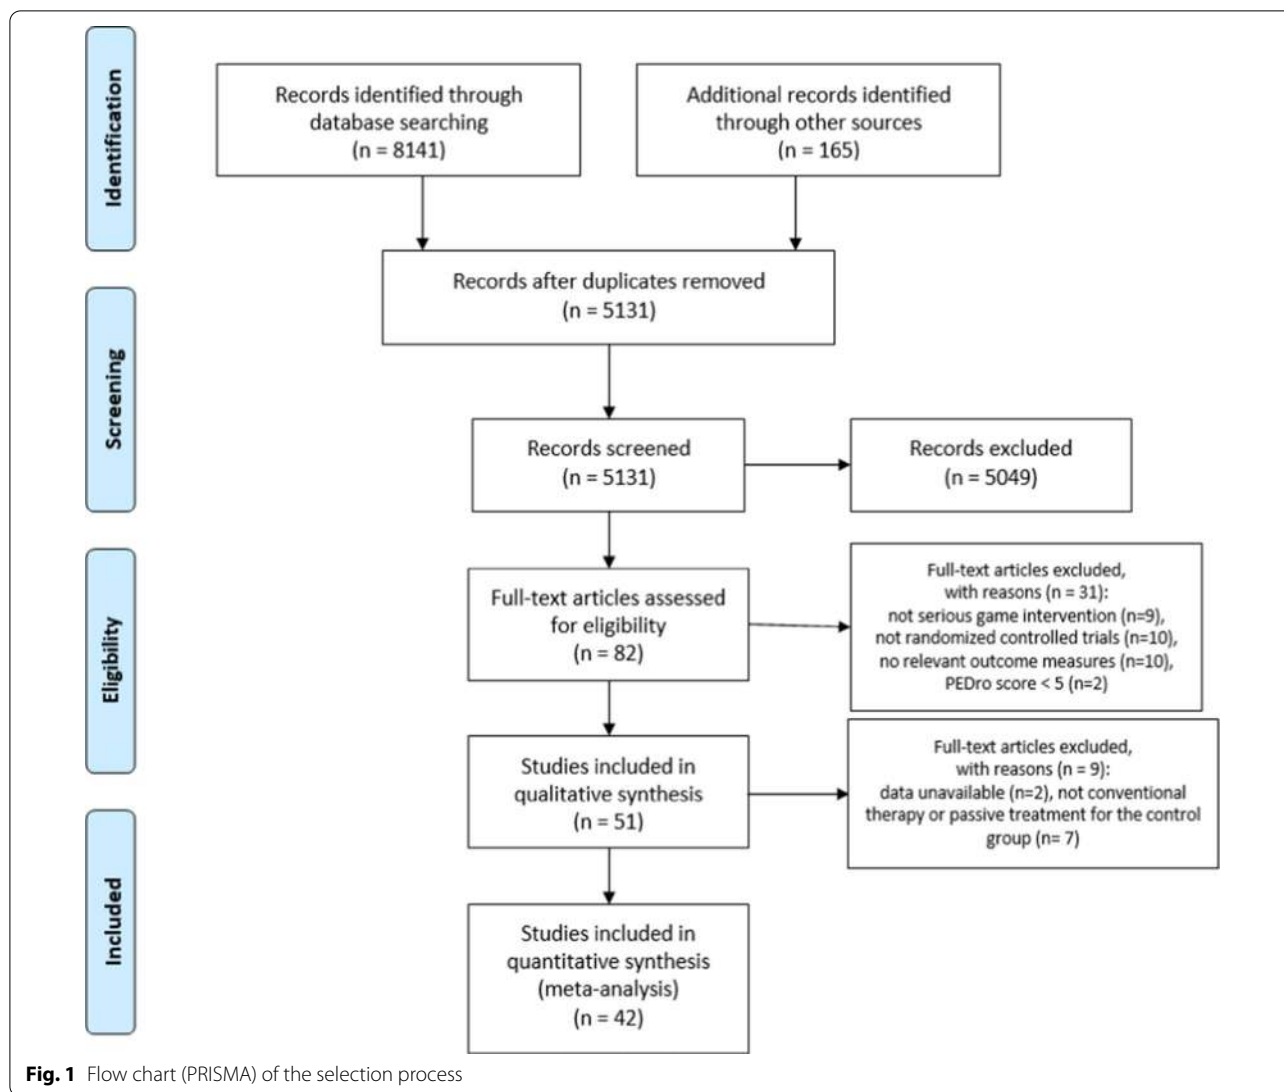 Identification
Records identified through
database searching
(n = 8141)
Additional records identified
through other sources
(n = 165)
Records after duplicates removed
(n = 5131)
Screening
Records screened
(n = 5131)
Records excluded
(n = 5049)
Eligibility
Full-text articles assessed
for eligibility
(n = 82)
Full-text articles excluded,
with reasons (n = 31):
not serious game intervention (n=9),
not randomized controlled trials (n=10),
no relevant outcome measures (n=10),
PEDro score < 5 (n=2)
Studies included in
qualitative synthesis
(n = 51)
Full-text articles excluded,
with reasons (n = 9):
data unavailable (n=2), not conventional
therapy or passive treatment for the control
group (n= 7)
Included
Studies included in
quantitative synthesis
(meta-analysis)
(n = 42)
Fig. 1 Flow chart (PRISMA) of the selection process